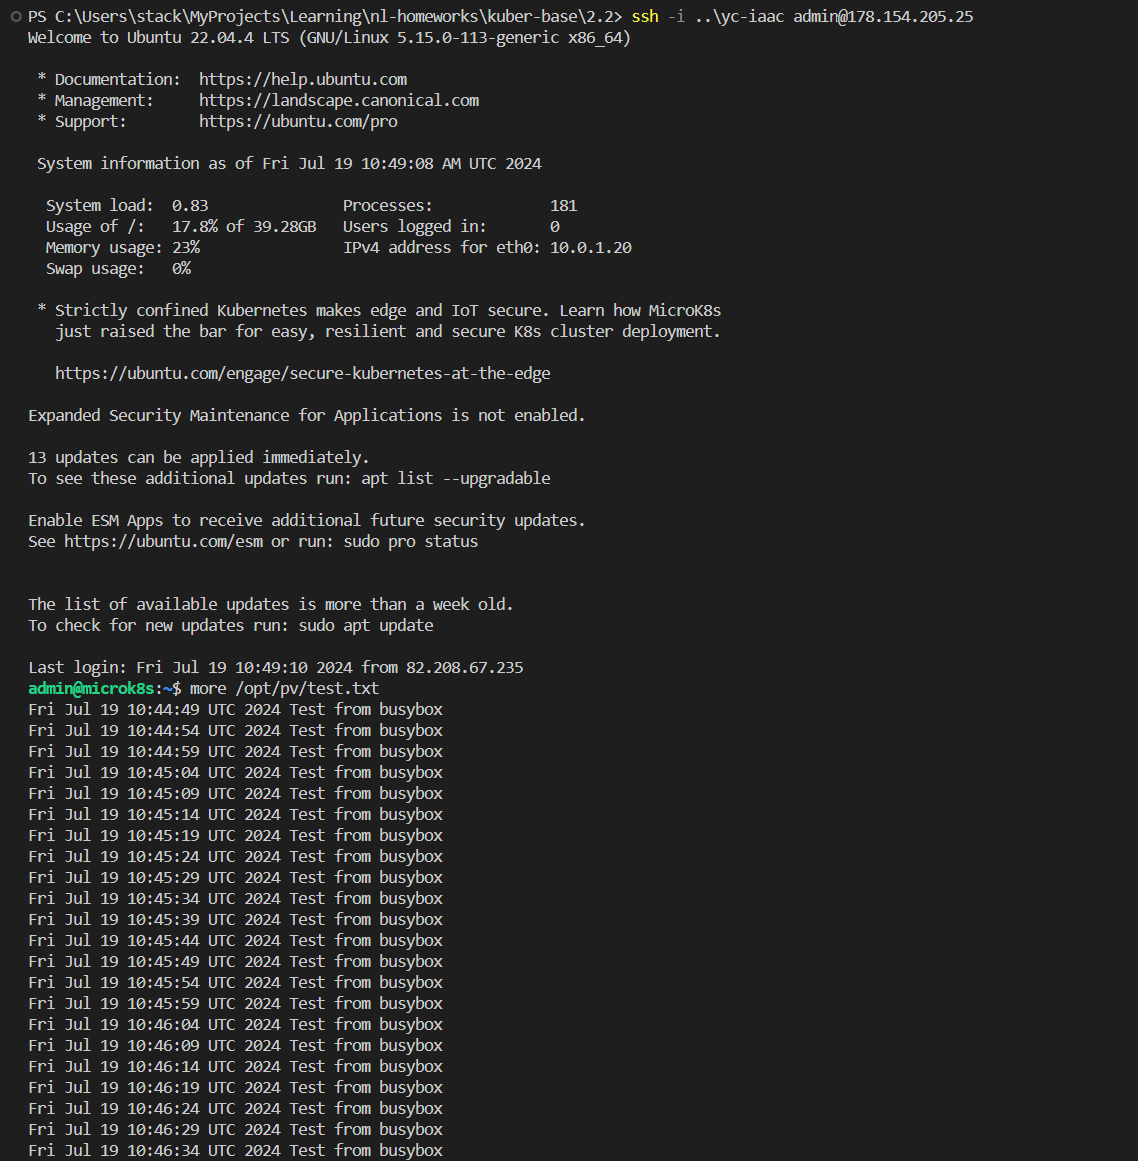 PS C:\Users\stack\MyProjects\Learning\nl-homeworks\kuber-base\2.2> ssh -i ..\yc-iaac admin@178.154.205.25
Welcome to Ubuntu 22.04.4 LTS (GNU/Linux 5.15.0-113-generic x86_64)

 * Documentation:  https://help.ubuntu.com
 * Management:     https://landscape.canonical.com
 * Support:        https://ubuntu.com/pro

 System information as of Fri Jul 19 10:49:08 AM UTC 2024

  System load:  0.83               Processes:             181
  Usage of /:   17.8% of 39.28GB   Users logged in:       0
  Memory usage: 23%                IPv4 address for eth0: 10.0.1.20
  Swap usage:   0%

 * Strictly confined Kubernetes makes edge and IoT secure. Learn how MicroK8s
   just raised the bar for easy, resilient and secure K8s cluster deployment.

   https://ubuntu.com/engage/secure-kubernetes-at-the-edge

Expanded Security Maintenance for Applications is not enabled.

13 updates can be applied immediately.
To see these additional updates run: apt list --upgradable

Enable ESM Apps to receive additional future security updates.
See https://ubuntu.com/esm or run: sudo pro status


The list of available updates is more than a week old.
To check for new updates run: sudo apt update

Last login: Fri Jul 19 10:49:10 2024 from 82.208.67.235
admin@microk8s:~$ more /opt/pv/test.txt
Fri Jul 19 10:44:49 UTC 2024 Test from busybox
Fri Jul 19 10:44:54 UTC 2024 Test from busybox
Fri Jul 19 10:44:59 UTC 2024 Test from busybox
Fri Jul 19 10:45:04 UTC 2024 Test from busybox
Fri Jul 19 10:45:09 UTC 2024 Test from busybox
Fri Jul 19 10:45:14 UTC 2024 Test from busybox
Fri Jul 19 10:45:19 UTC 2024 Test from busybox
Fri Jul 19 10:45:24 UTC 2024 Test from busybox
Fri Jul 19 10:45:29 UTC 2024 Test from busybox
Fri Jul 19 10:45:34 UTC 2024 Test from busybox
Fri Jul 19 10:45:39 UTC 2024 Test from busybox
Fri Jul 19 10:45:44 UTC 2024 Test from busybox
Fri Jul 19 10:45:49 UTC 2024 Test from busybox
Fri Jul 19 10:45:54 UTC 2024 Test from busybox
Fri Jul 19 10:45:59 UTC 2024 Test from busybox
Fri Jul 19 10:46:04 UTC 2024 Test from busybox
Fri Jul 19 10:46:09 UTC 2024 Test from busybox
Fri Jul 19 10:46:14 UTC 2024 Test from busybox
Fri Jul 19 10:46:19 UTC 2024 Test from busybox
Fri Jul 19 10:46:24 UTC 2024 Test from busybox
Fri Jul 19 10:46:29 UTC 2024 Test from busybox
Fri Jul 19 10:46:34 UTC 2024 Test from busybox